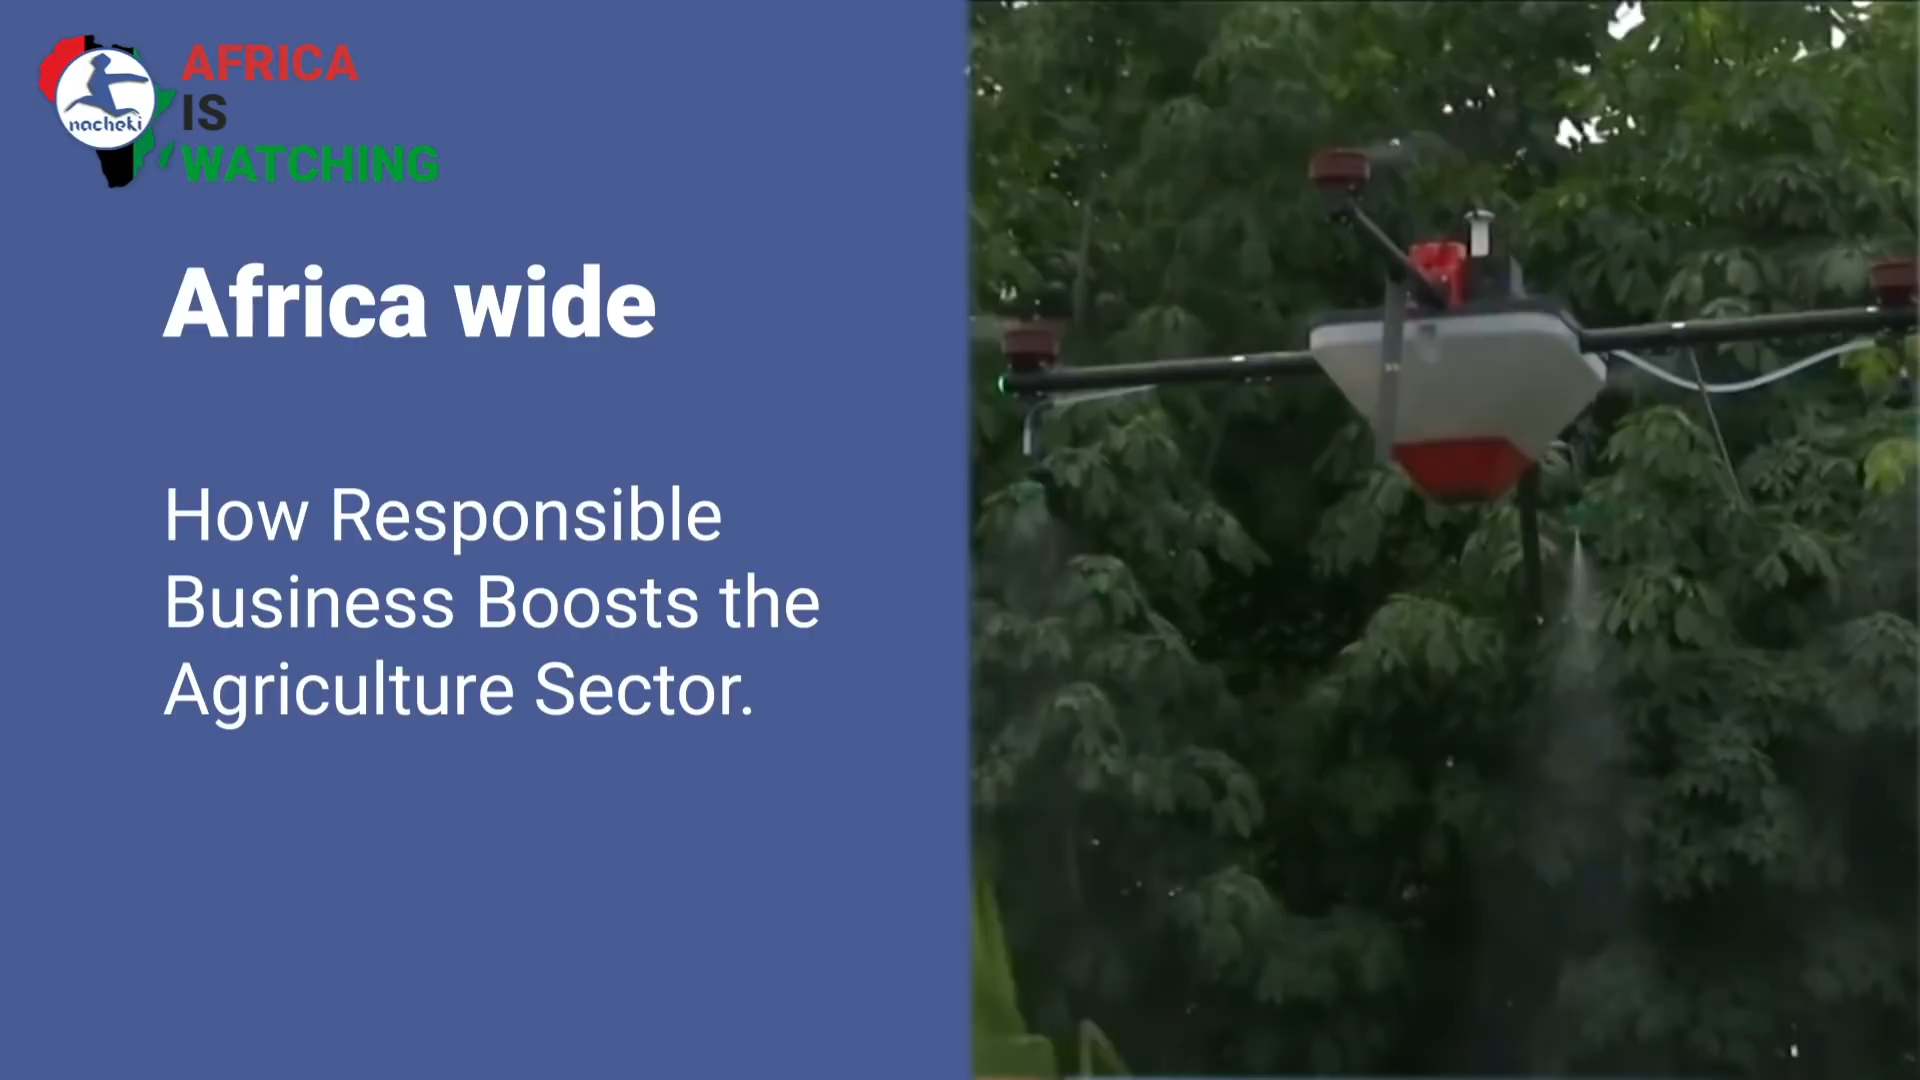 nacheki
AFRICA
IS
WATCHING
Africa wide
How Responsible
Business Boosts the
Agriculture Sector.